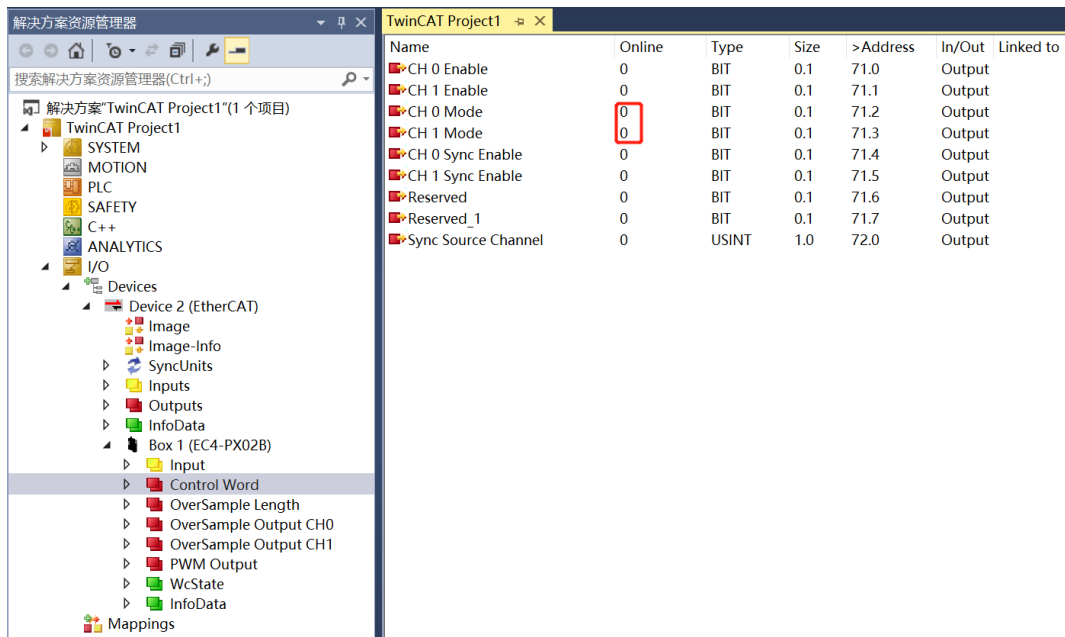 解决方案资源管理器
搜索解决方案资源管理器(Ctrl+;)
解决方案"TwinCAT Project1"(1 个项目)
TwinCAT Project1
SYSTEM
MOTION
PLC
SAFETY
C++
ANALYTICS
I/O
Devices
Device 2 (EtherCAT)
Image
Image-Info
SyncUnits
Inputs
Outputs
InfoData
Box 1 (EC4-PX02B)
Input
Control Word
OverSample Length
OverSample Output CH0
OverSample Output CH1
PWM Output
WcState
InfoData
Mappings
TwinCAT Project1
Name Online Type Size >Address In/Out Linked to
CH 0 Enable 0 BIT 0.1 71.0 Output
CH 1 Enable 0 BIT 0.1 71.1 Output
CH 0 Mode 0 BIT 0.1 71.2 Output
CH 1 Mode 0 BIT 0.1 71.3 Output
CH 0 Sync Enable 0 BIT 0.1 71.4 Output
CH 1 Sync Enable 0 BIT 0.1 71.5 Output
Reserved 0 BIT 0.1 71.6 Output
Reserved_1 0 BIT 0.1 71.7 Output
Sync Source Channel 0 USINT 1.0 72.0 Output